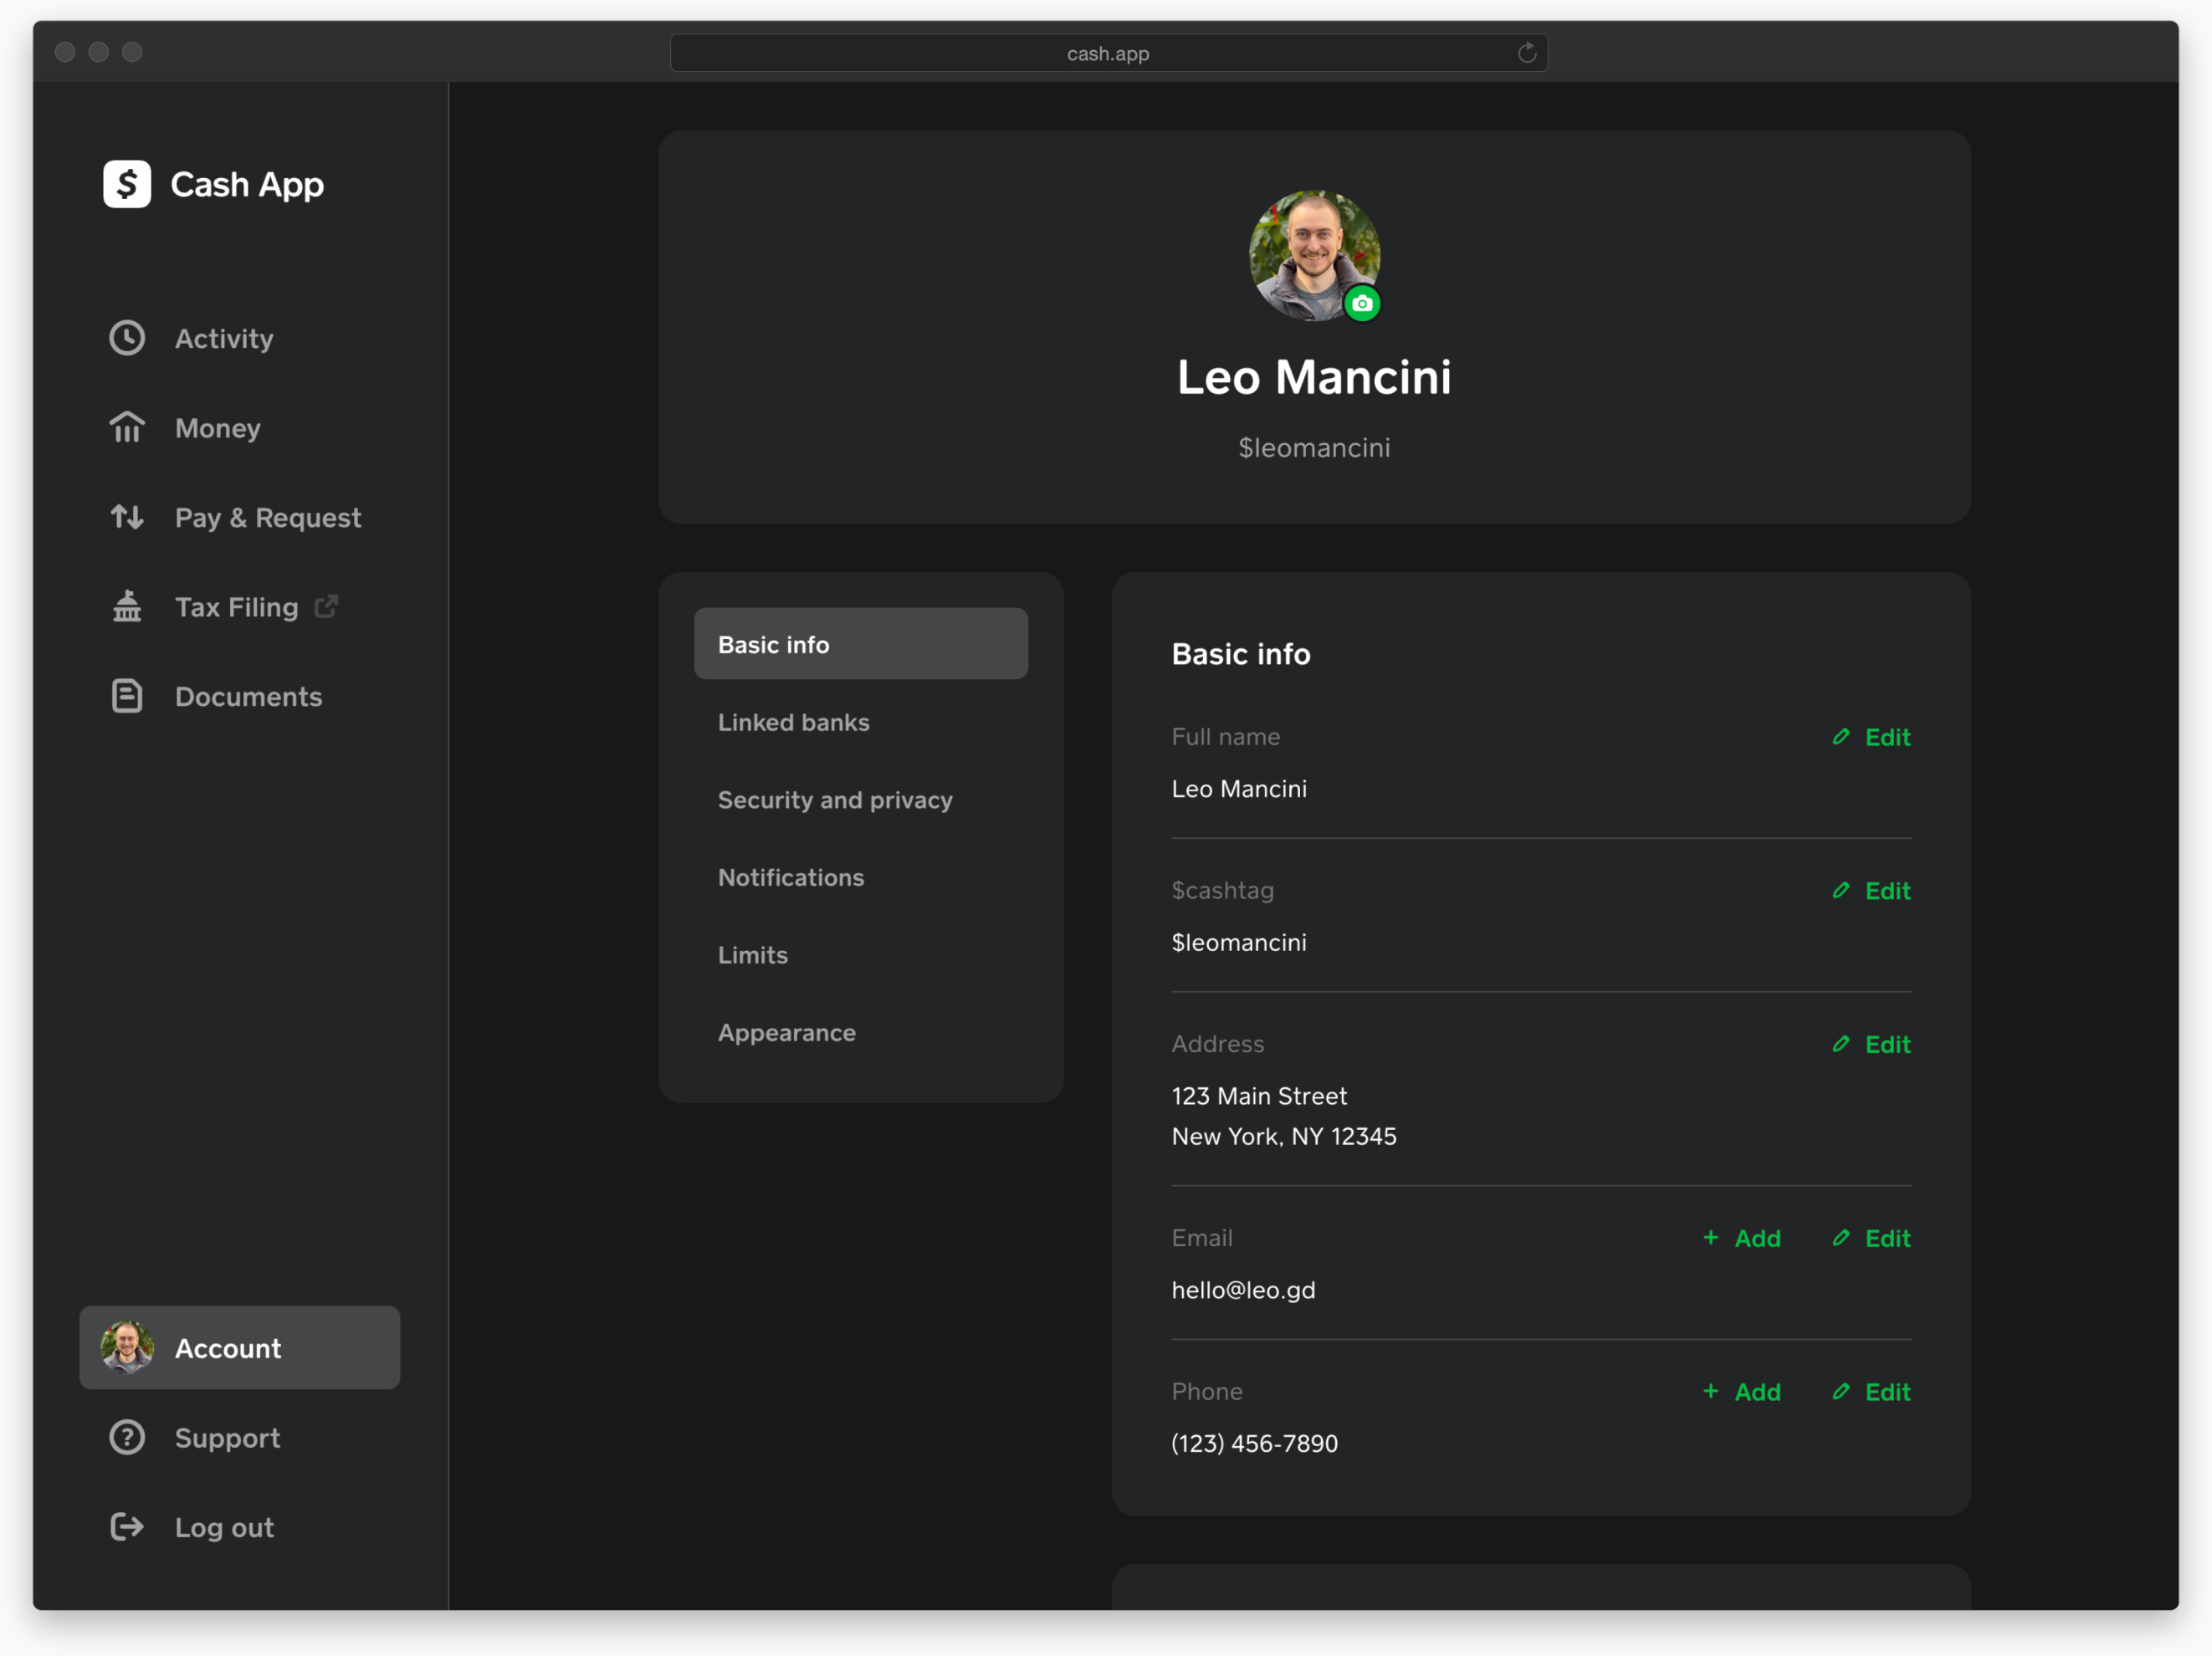 cash.app
$ Cash App
Activity
Money
Pay & Request
Tax Filing
Documents
Account
? Support
Log out
Leo Mancini
$leomancini
Basic info
Linked banks
Security and privacy
Notifications
Limits
Appearance
Basic info
Full name Edit
Leo Mancini
$cashtag Edit
$leomancini
Address Edit
123 Main Street
New York, NY 12345
Email + Add Edit
hello@leo.gd
Phone + Add Edit
(123) 456-7890